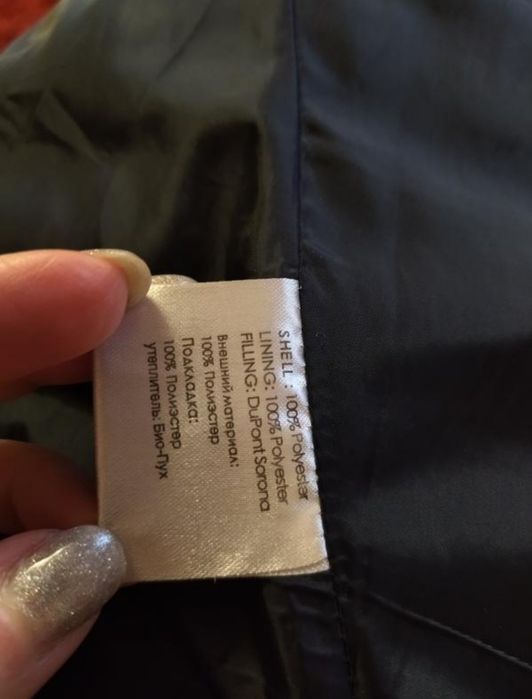 SHELL : 100% Polyester
LINING: 100% Polyester
FILLING: DuPont Sorona
Внешний материал:
100% Полиэстер
Подкладка:
100% Полиэстер
утеплитель: Био-Пух